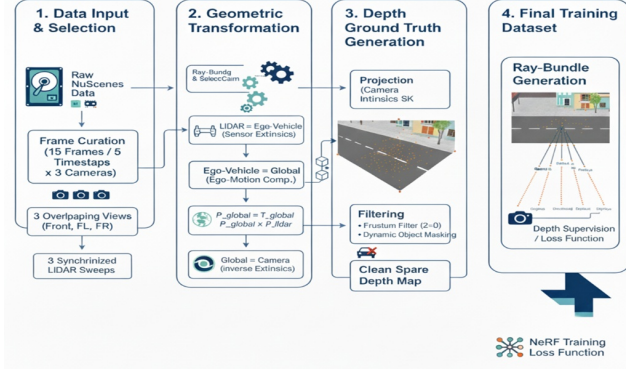 1. Data Input
& Selection
Raw
NuScenes
Data
Frame Curation
(15 Frames / 5
Timestaps
x 3 Cameras)
3 Overlpaping Views
(Front, FL, FR)
3 Synchrinized
LiDAR Sweeps
2. Geometric
Transformation
Ray-Bundg
& SelecCaim
LIDAR = Ego-Vehicle
(Sensor Extrinsics)
Ego-Vehicle = Global
(Ego-Motion Comp.)
P_global = T_global
P_global x P_lldar
Global = Camera
(inverse Extinsics)
3. Depth
Ground Truth
Generation
Projection
(Camera
Intinsics SK
Filtering
• Frustum Filter (2÷0)
• Dynamic Object Masking
Clean Spare
Depth Map
4. Final Training
Dataset
Ray-Bundle
Generation
Depth Supervision
/ Loss Function
NeRF Training
Loss Function